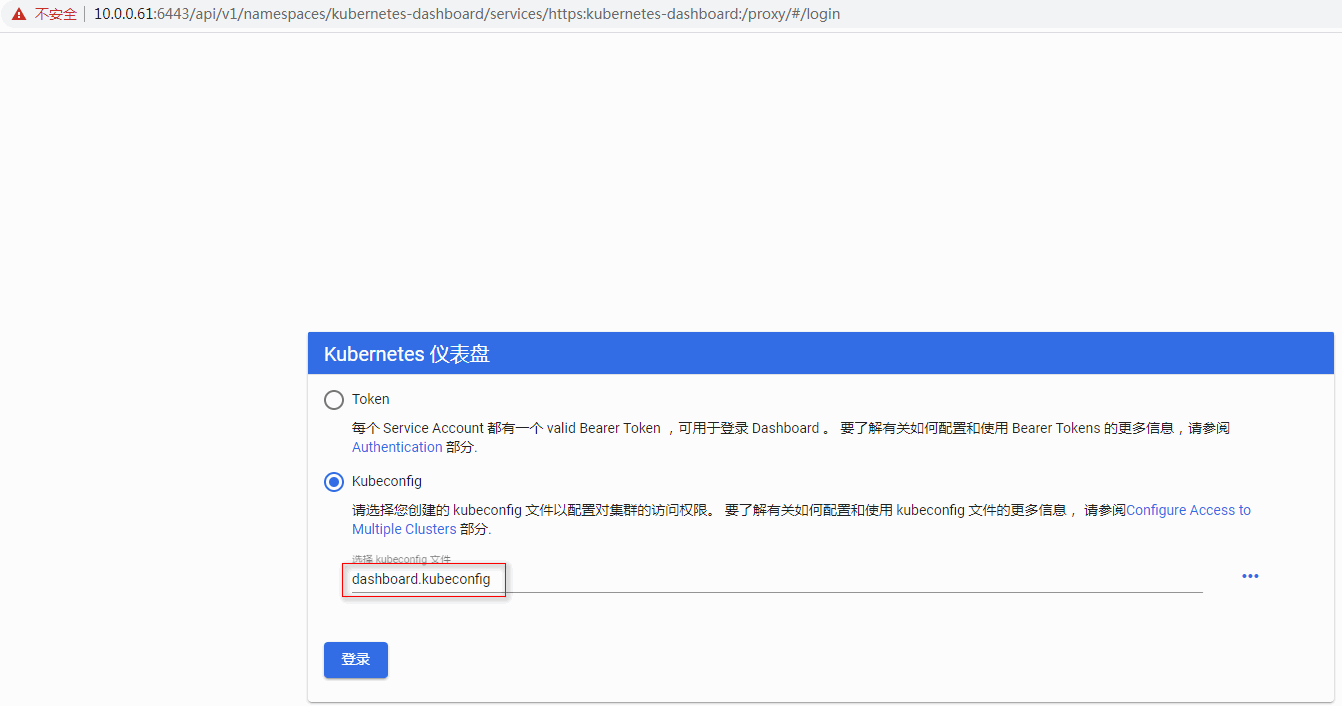 不安全 10.0.0.61:6443/api/v1/namespaces/kubernetes-dashboard/services/https:kubernetes-dashboard:/proxy/#/login
Kubernetes 仪表盘
Token
每个 Service Account 都有一个 valid Bearer Token ，可用于登录 Dashboard 。 要了解有关如何配置和使用 Bearer Tokens 的更多信息，请参阅
Authentication 部分.
Kubeconfig
请选择您创建的 kubeconfig 文件以配置对集群的访问权限。 要了解有关如何配置和使用 kubeconfig 文件的更多信息， 请参阅Configure Access to
Multiple Clusters 部分.
选择 kubeconfig 文件
dashboard.kubeconfig
登录